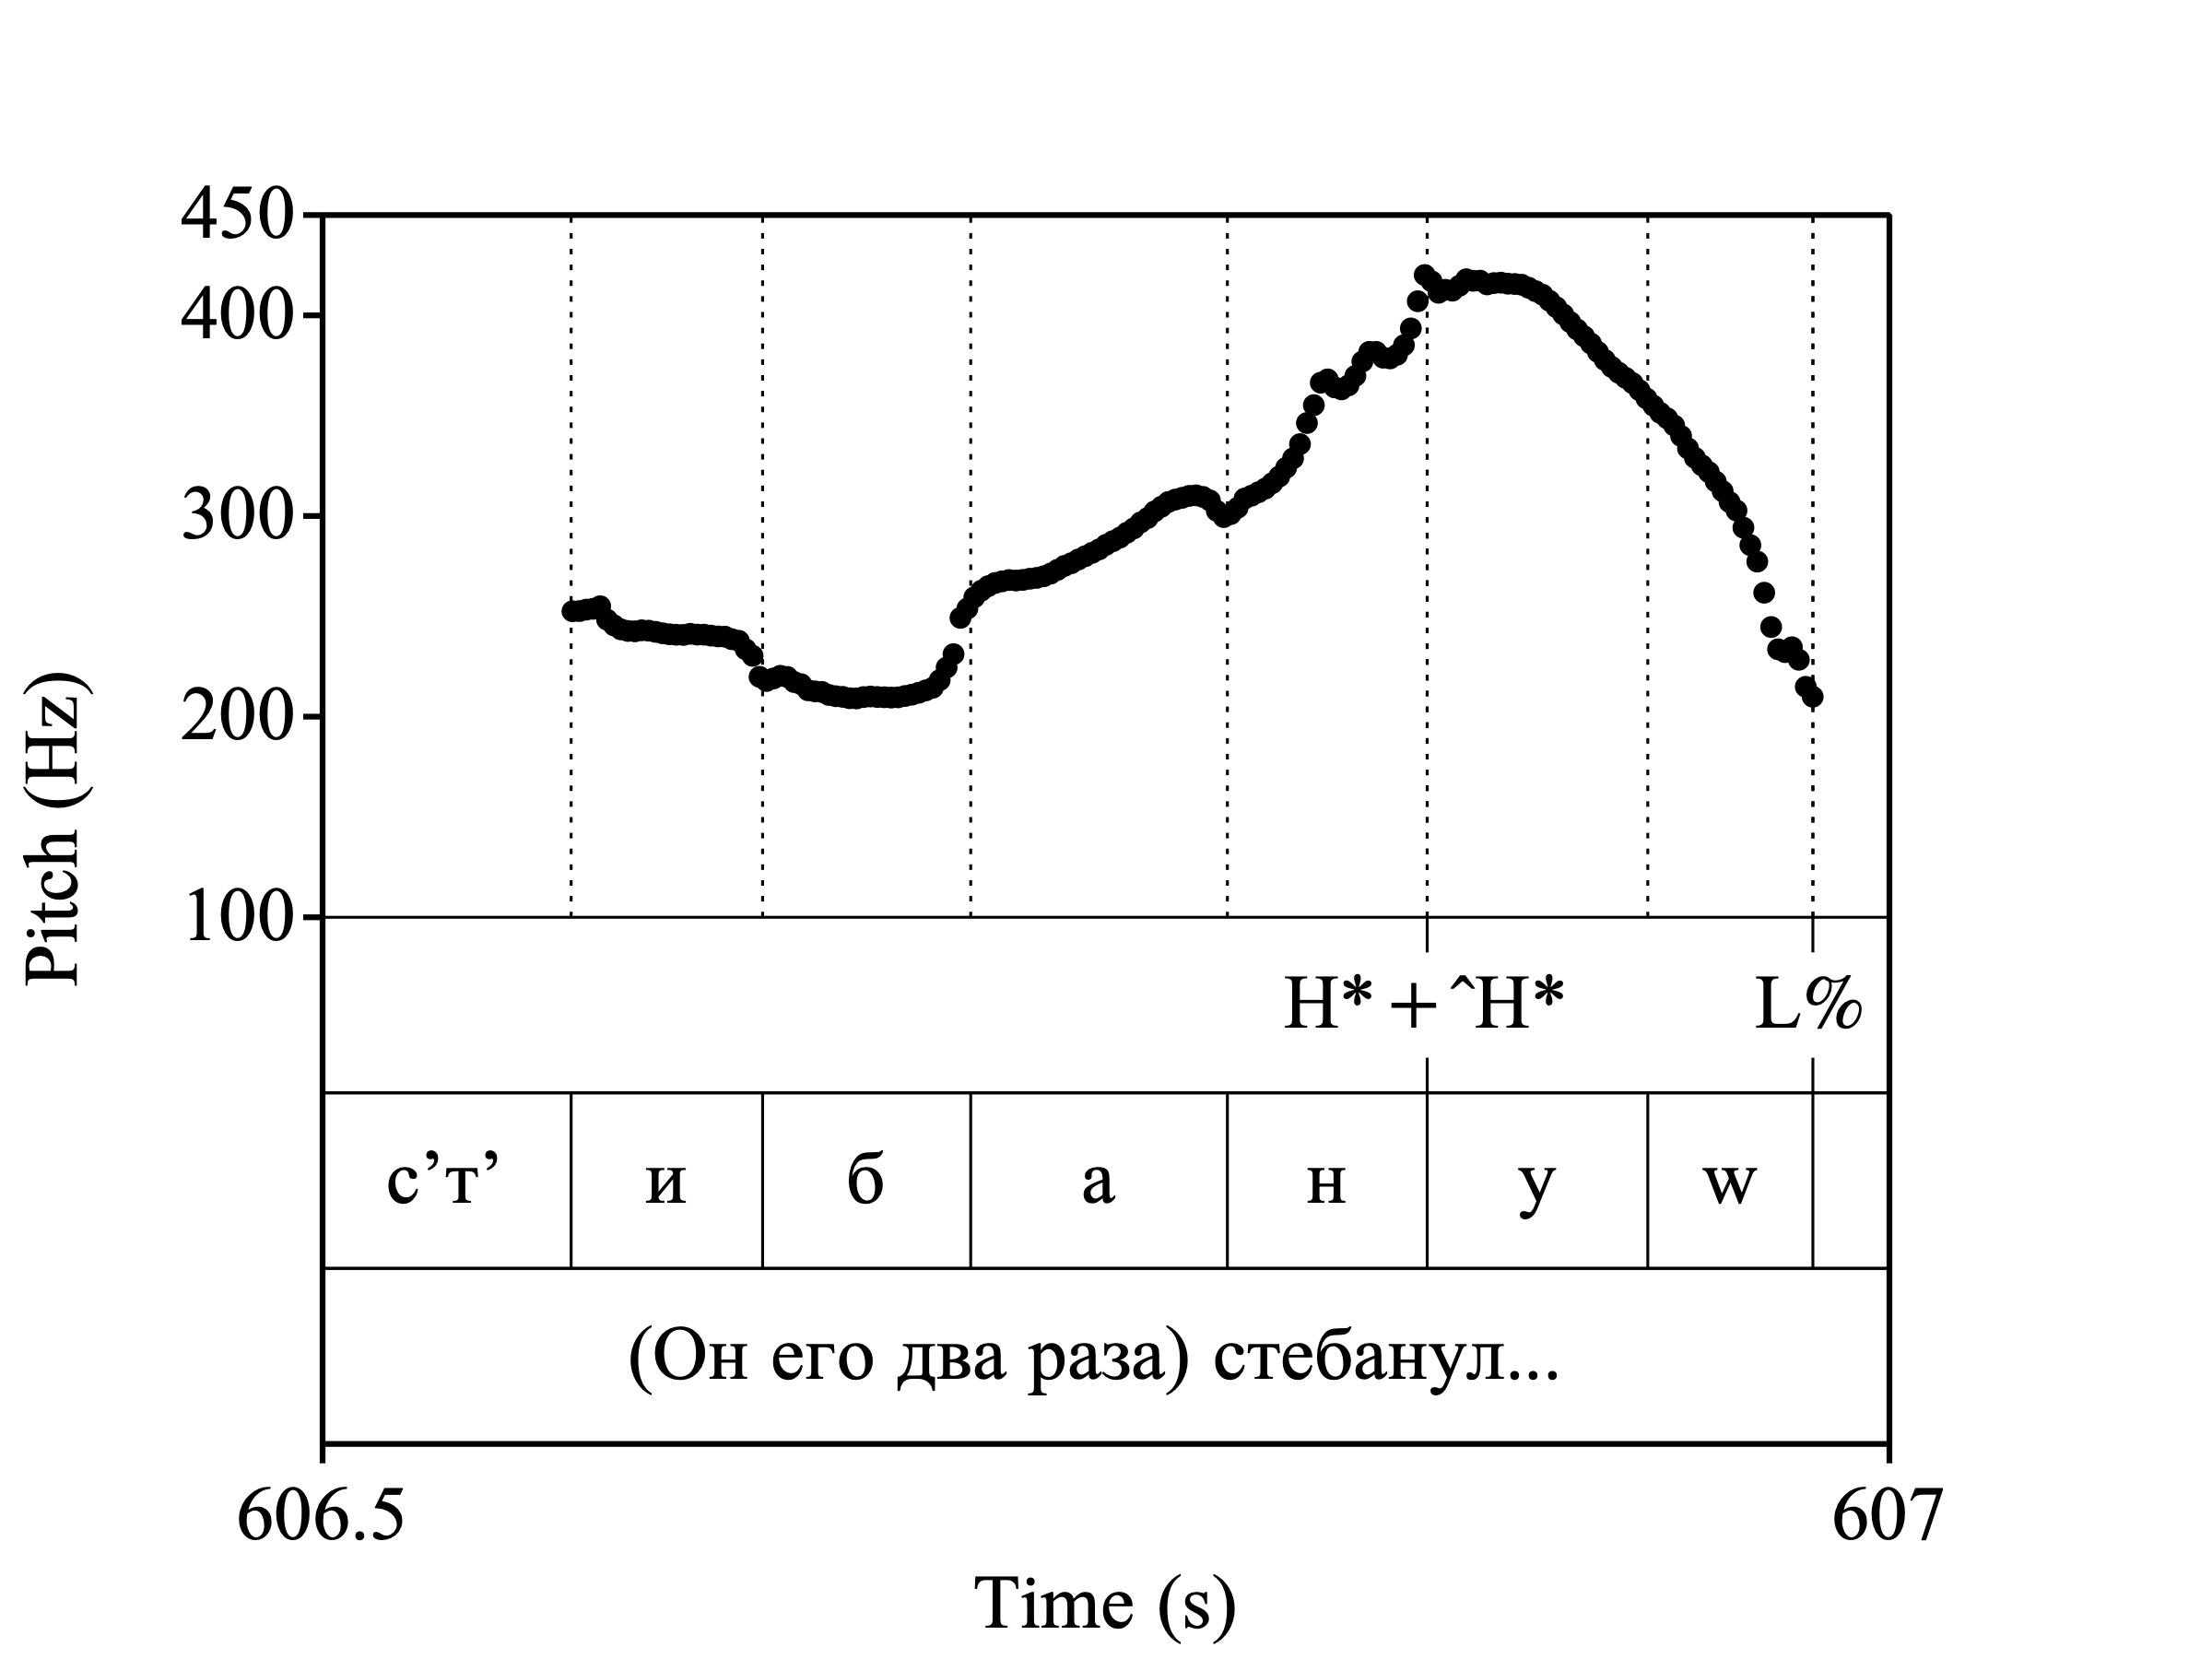 450
400
300
200
100
Pitch (Hz)
H* + ˆH* L%
с’т’ и б а н у w
(Он его два раза) стебанул...
606.5 607
Time (s)